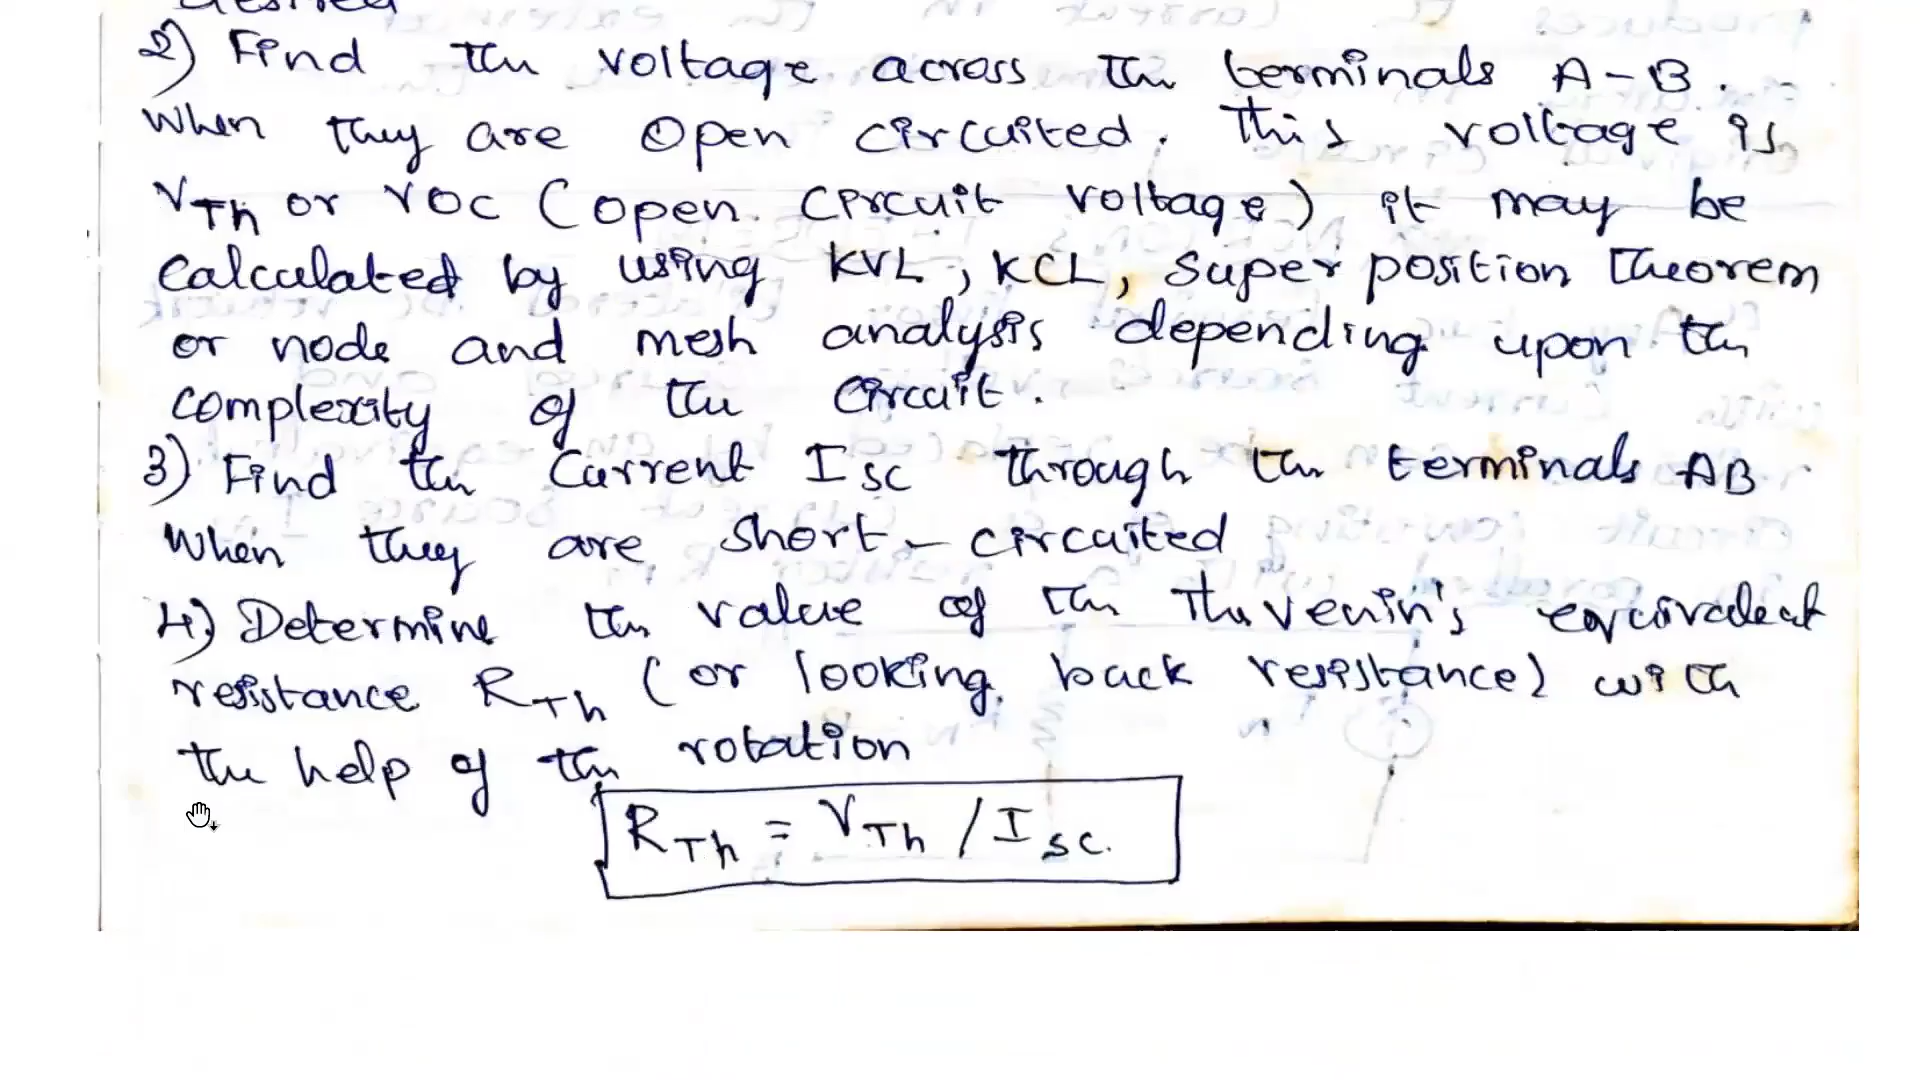 desired
2) Find the voltage across the terminals A-B.
When they are open circuited. This voltage is
VTh or VOC (open circuit voltage) it may be
calculated by using KVL, KCL, super position theorem
or node and mesh analysis depending upon the
complexity of the circuit.
3) Find the current ISC through the terminals AB
when they are short-circuited
4) Determine the value of the Thevenin's equivalent
resistance RTh (or looking back resistance) with
the help of the rotation
RTh = VTh / ISC.